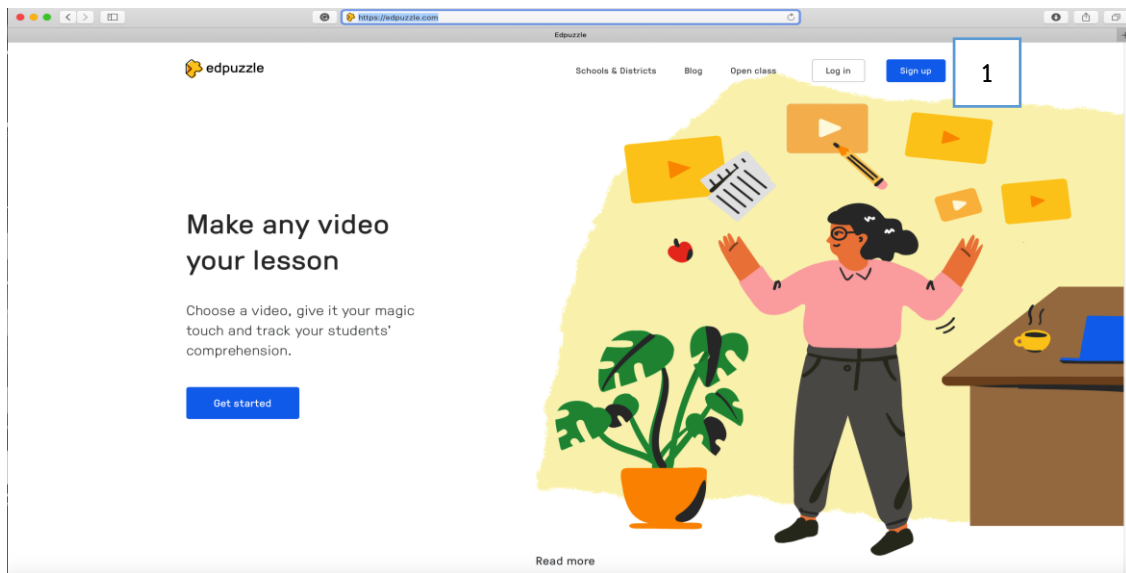 https://edpuzzle.com
Edpuzzle
edpuzzle
Schools & Districts Blog Open class Log in Sign up 1
Make any video
your lesson
Choose a video, give it your magic
touch and track your students'
comprehension.
Get started
Read more